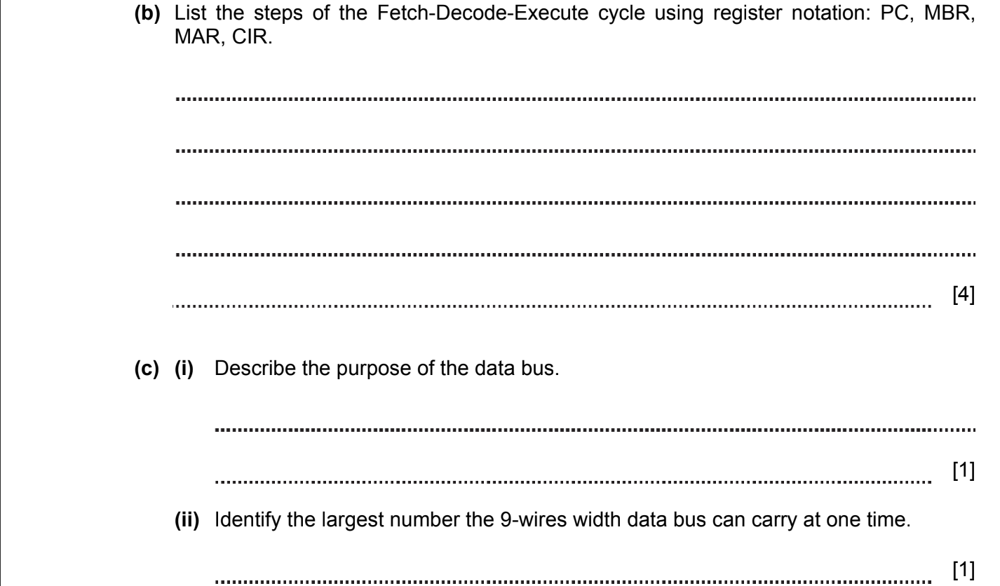 (b) List the steps of the Fetch-Decode-Execute cycle using register notation: PC, MBR,
MAR, CIR.
[4]
(c) (i) Describe the purpose of the data bus.
[1]
(ii) Identify the largest number the 9-wires width data bus can carry at one time.
[1]